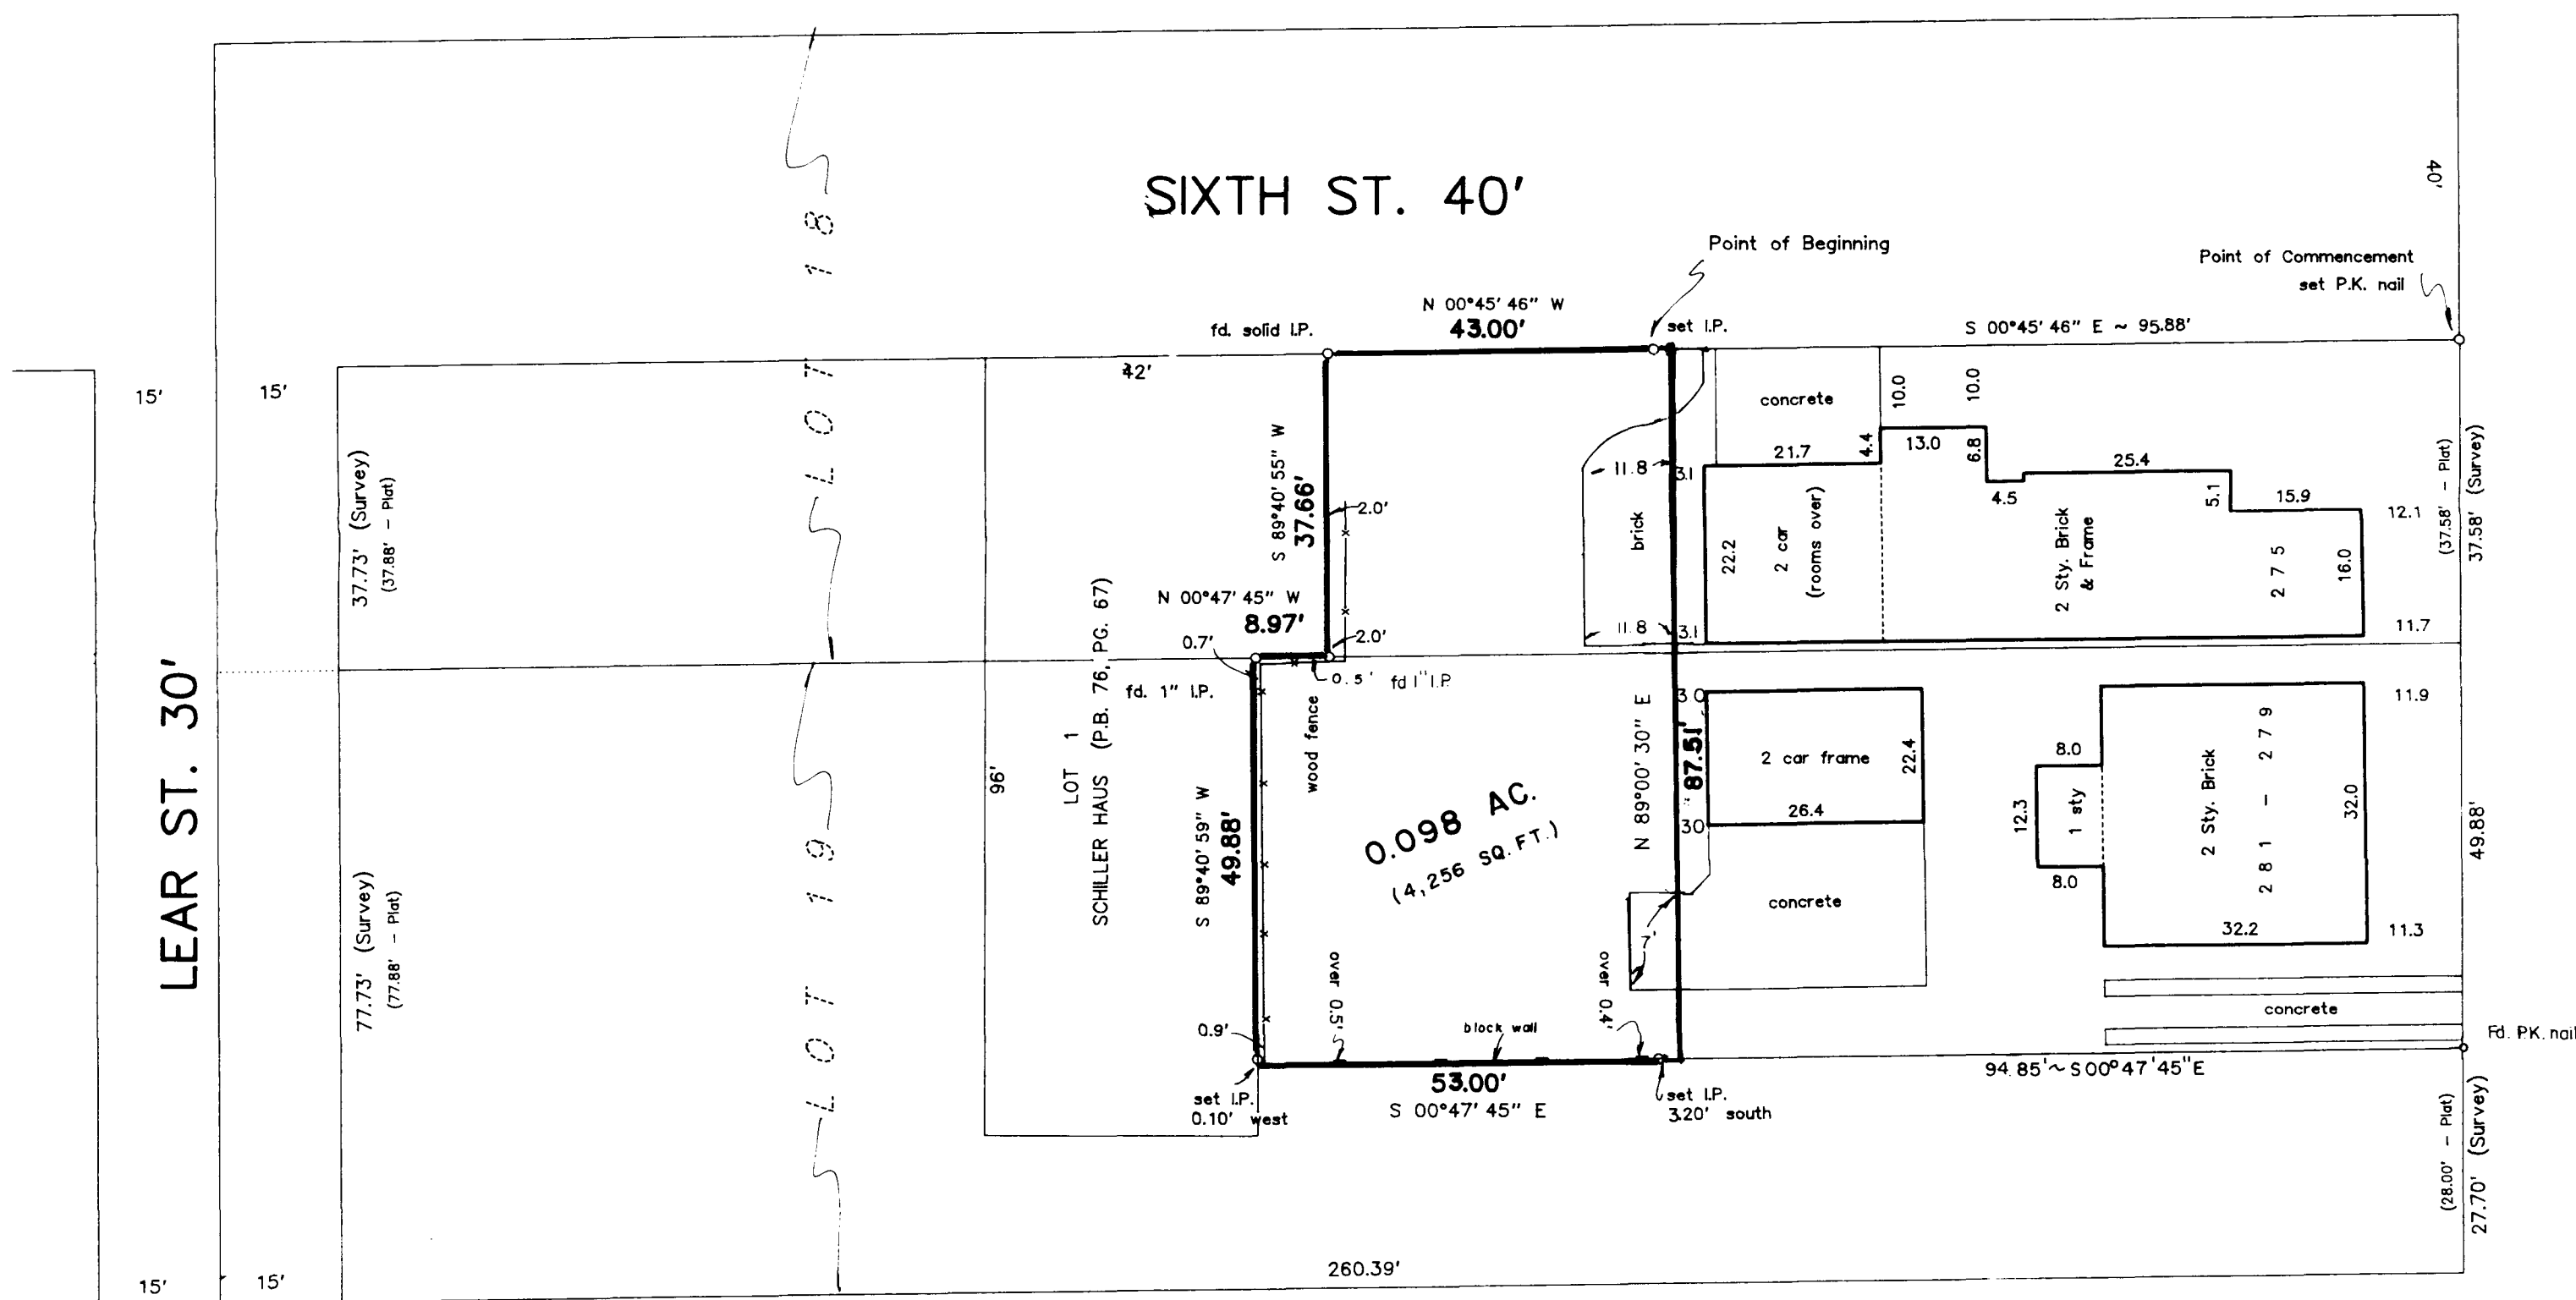 SIXTH ST. 40'
40'
Point of Beginning
Point of Commencement
set P.K. nail
N 00°45'46" W
43.00'
fd. solid I.P.
set I.P.
S 00°45'46" E ~ 95.88'
LOT 18
15'
15'
42'
concrete
10.0
10.0
21.7
4.4
13.0
6.8
4.5
25.4
5.1
15.9
12.1
(37.58' - Plat)
37.58' (Survey)
37.73' (Survey)
(37.88' - Plat)
S 89°40'55" W
37.66'
2.0'
11.8
3.1
brick
22.2
2 car
(rooms over)
2 Sty. Brick
& Frame
275
16.0
11.7
N 00°47'45" W
8.97'
0.7'
2.0'
11.8
3.1
0.5'
fd 1" I.P.
fd. 1" I.P.
wood fence
LEAR ST. 30'
LOT 19
77.73' (Survey)
(77.88' - Plat)
96'
LOT 1
SCHILLER HAUS (P.B. 76, PG. 67)
S 89°40'59" W
49.88'
0.098 AC.
(4,256 SQ. FT.)
N 89°00'30" E
87.51'
3 0
30
2 car frame
22.4
26.4
concrete
7'
8.0
12.3
1 sty
8.0
2 Sty. Brick
281 - 279
32.0
32.2
11.9
11.3
49.88'
concrete
Fd. P.K. nail
0.9'
over 0.5'
block wall
over 0.4'
53.00'
S 00°47'45" E
set I.P.
0.10' west
set I.P.
3.20' south
94.85' ~ S 00°47'45" E
(28.00' - Plat)
27.70' (Survey)
15'
15'
260.39'